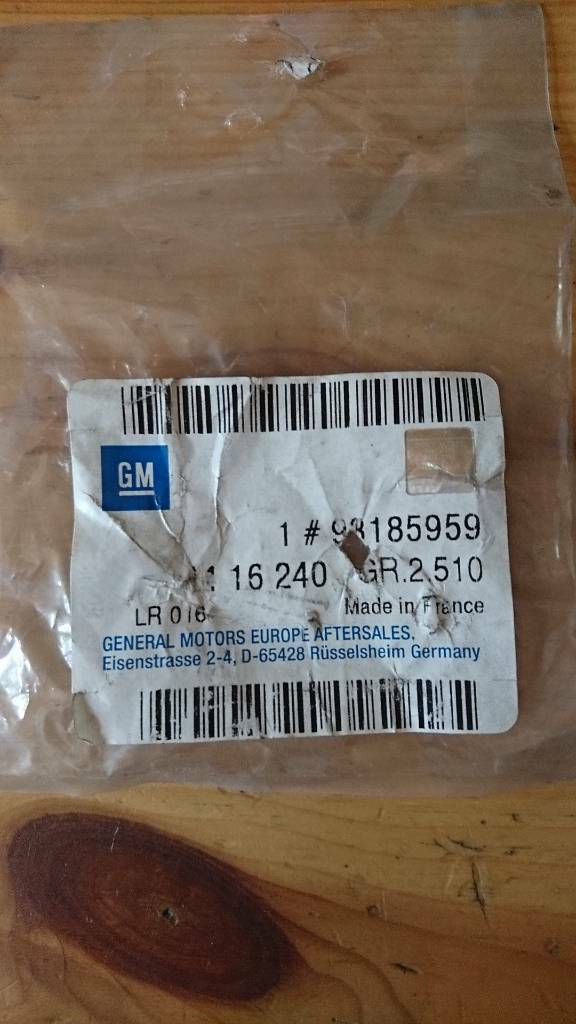 GM
1 # 93185959
16 240 GR.2.510
LR 016
Made in France
GENERAL MOTORS EUROPE AFTERSALES,
Eisenstrasse 2-4, D-65428 Rüsselsheim Germany